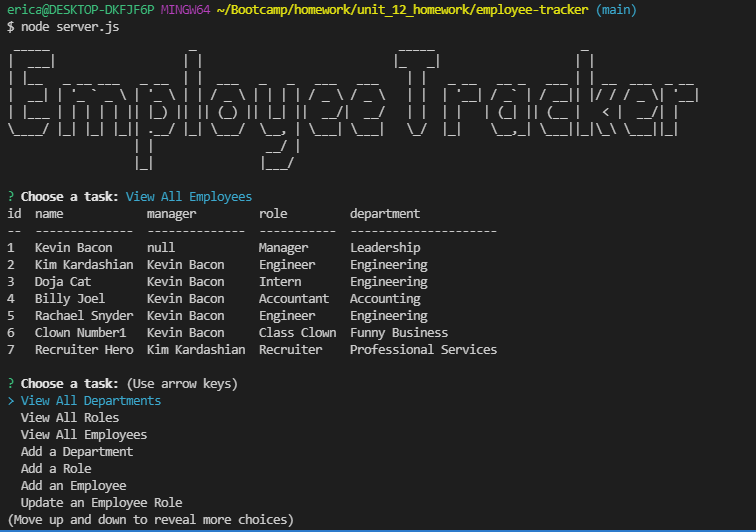 erica@DESKTOP-DKFJF6P MINGW64 ~/Bootcamp/homework/unit_12_homework/employee-tracker (main)
$ node server.js
EmployeeTracker
? Choose a task: View All Employees
id  name            manager         role         department
--  --------------  --------------  -----------  ---------------------
1   Kevin Bacon     null            Manager      Leadership
2   Kim Kardashian  Kevin Bacon     Engineer     Engineering
3   Doja Cat        Kevin Bacon     Intern       Engineering
4   Billy Joel      Kevin Bacon     Accountant   Accounting
5   Rachael Snyder  Kevin Bacon     Engineer     Engineering
6   Clown Number1   Kevin Bacon     Class Clown  Funny Business
7   Recruiter Hero  Kim Kardashian  Recruiter    Professional Services
? Choose a task: (Use arrow keys)
> View All Departments
  View All Roles
  View All Employees
  Add a Department
  Add a Role
  Add an Employee
  Update an Employee Role
(Move up and down to reveal more choices)